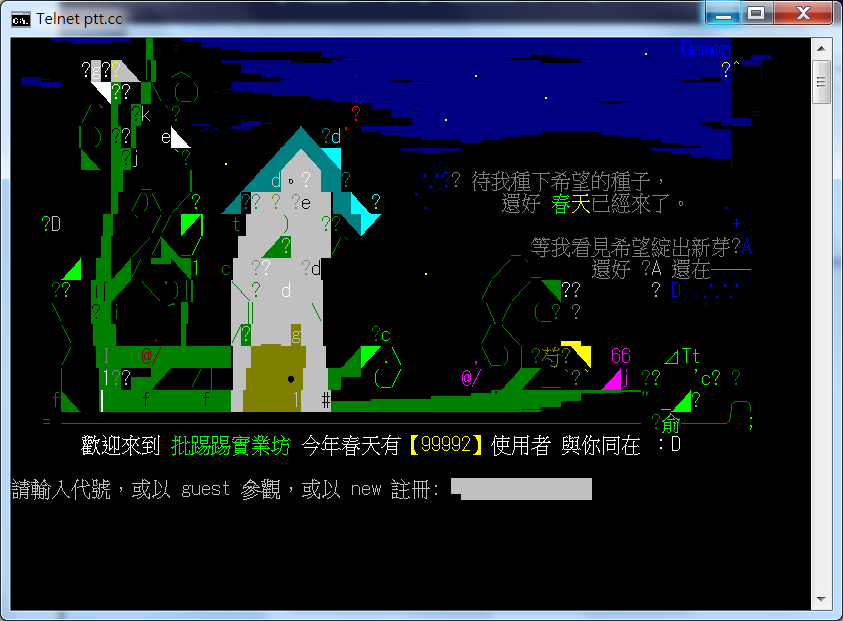 Telnet ptt.cc
待我種下希望的種子，
還好 春天已經來了。
等我看見希望綻出新芽?A
還好 ?A 還在──
歡迎來到 批踢踢實業坊 今年春天有【99992】使用者 與你同在 :D
請輸入代號，或以 guest 參觀，或以 new 註冊: